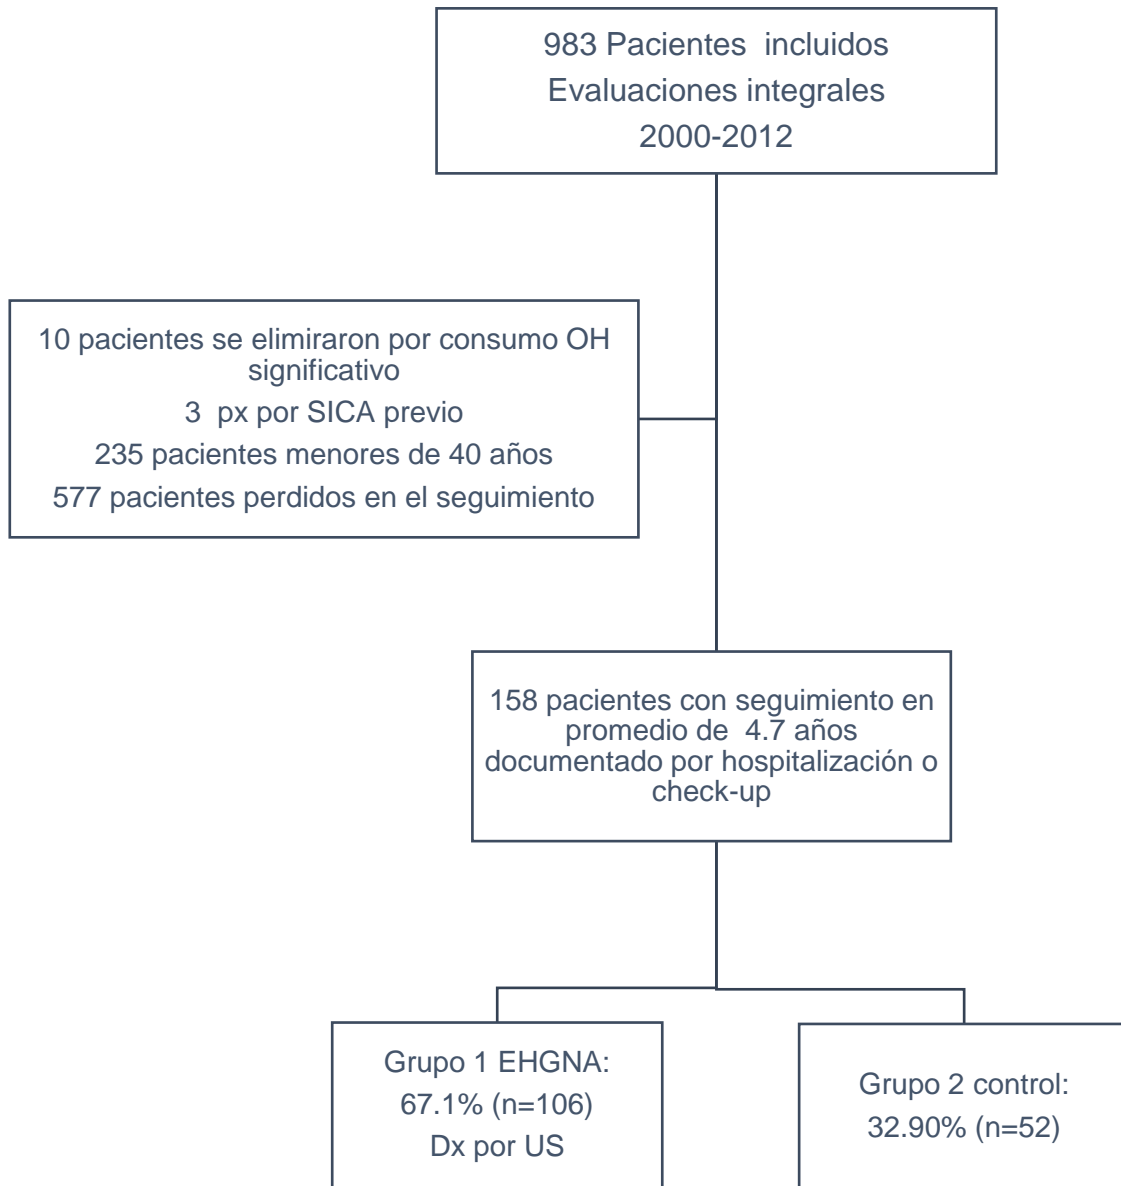 983 Pacientes incluidos
Evaluaciones integrales
2000-2012
10 pacientes se elimiraron por consumo OH
significativo
3 px por SICA previo
235 pacientes menores de 40 años
577 pacientes perdidos en el seguimiento
158 pacientes con seguimiento en
promedio de 4.7 años
documentado por hospitalización o
check-up
Grupo 1 EHGNA:
67.1% (n=106)
Dx por US
Grupo 2 control:
32.90% (n=52)